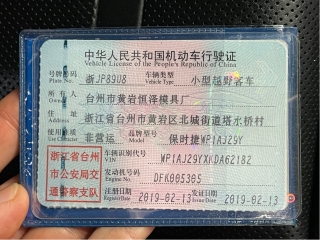 中华人民共和国机动车行驶证
Vehicle License of the People's Republic of China
号牌号码 浙JP89U8 车辆类型 小型越野客车
Plate No. Vehicle Type
所有人 台州市黄岩恒泽模具厂
Owner
住址 浙江省台州市黄岩区北城街道塔水桥村
Address
使用性质 非营运 品牌型号 保时捷WP1AJ29Y
Use Character Model
浙江省台州市公安局交通警察支队
车辆识别代号 WP1AJ29YXKDA62182
VIN
发动机号码 DFK005305
Engine No.
注册日期 2019-02-13 发证日期 2019-02-13
Register Date Issue Date